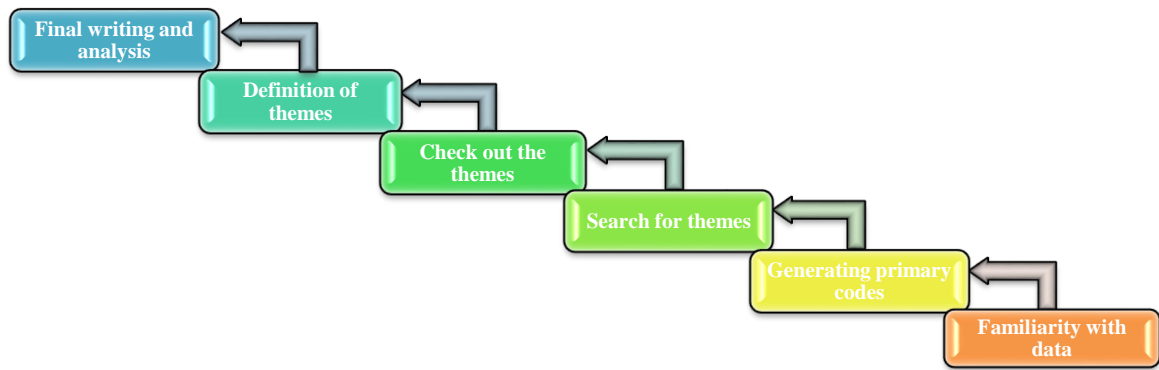 Final writing and
analysis
Definition of
themes
Check out the
themes
Search for themes
Generating primary
codes
Familiarity with
data